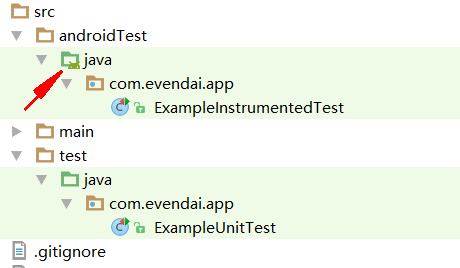 src
androidTest
java
com.evendai.app
ExampleInstrumentedTest
main
test
java
com.evendai.app
ExampleUnitTest
.gitignore